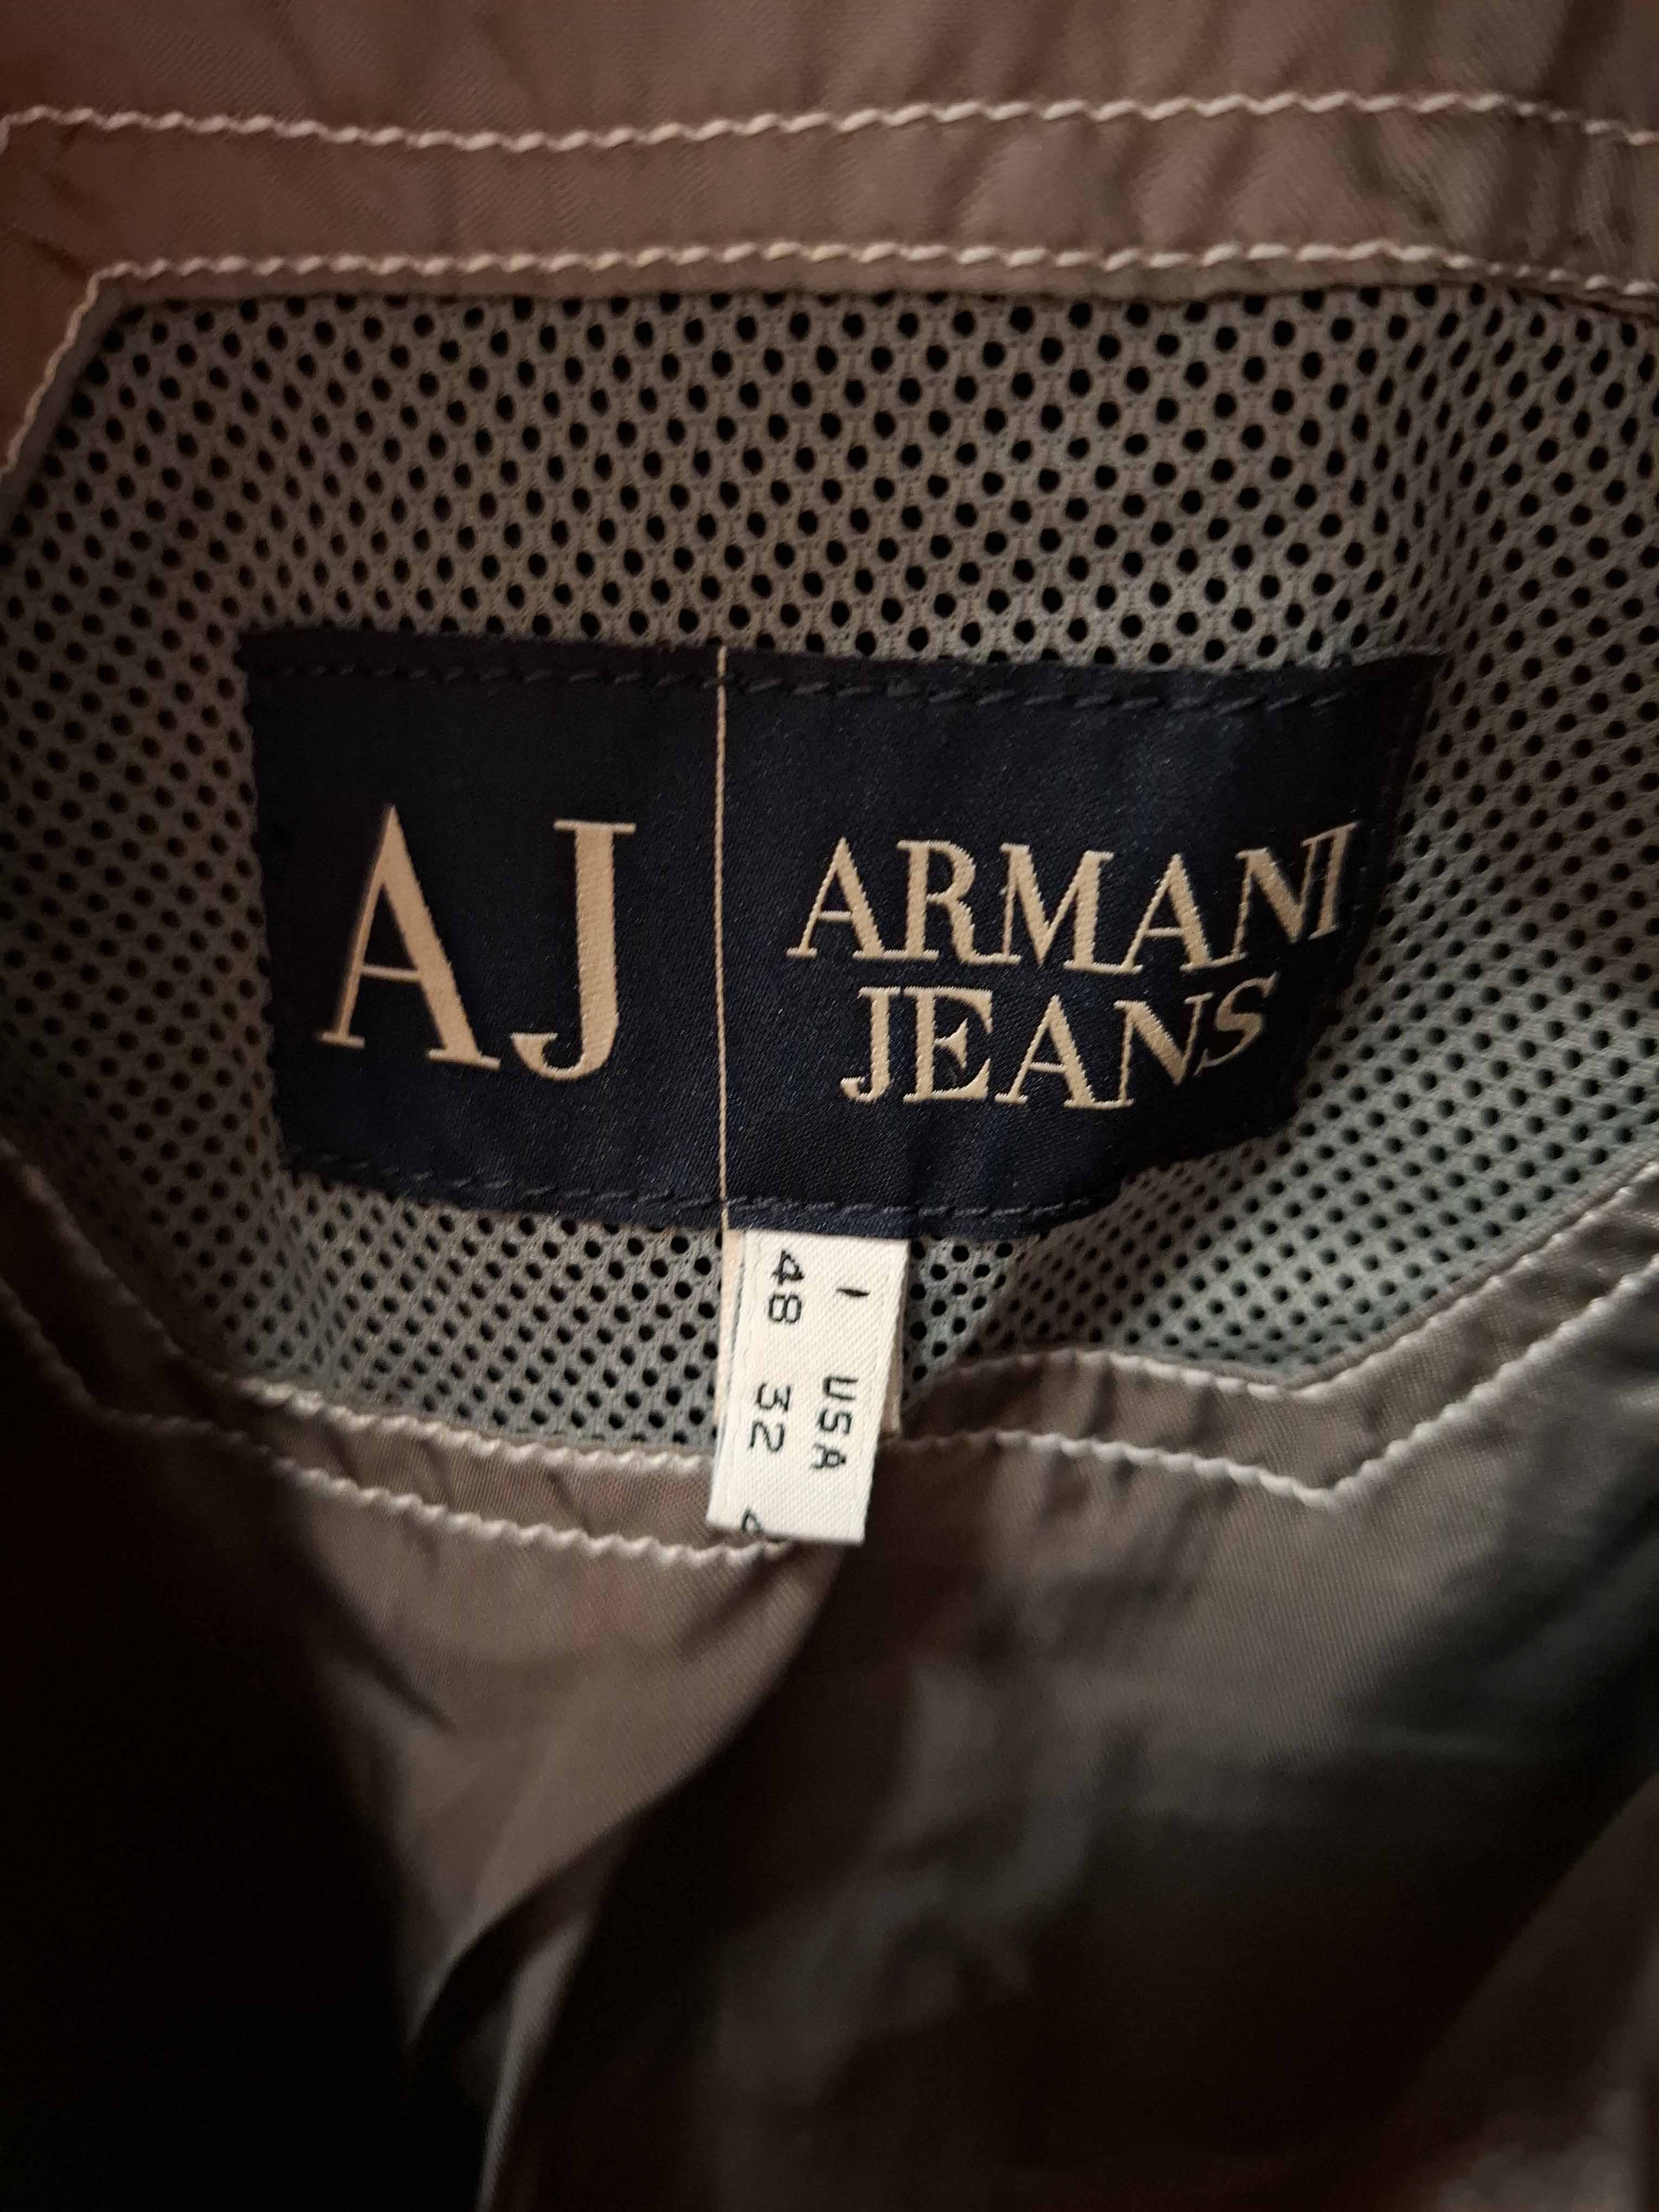 AJ
ARMANI
JEANS
I USA
48 32